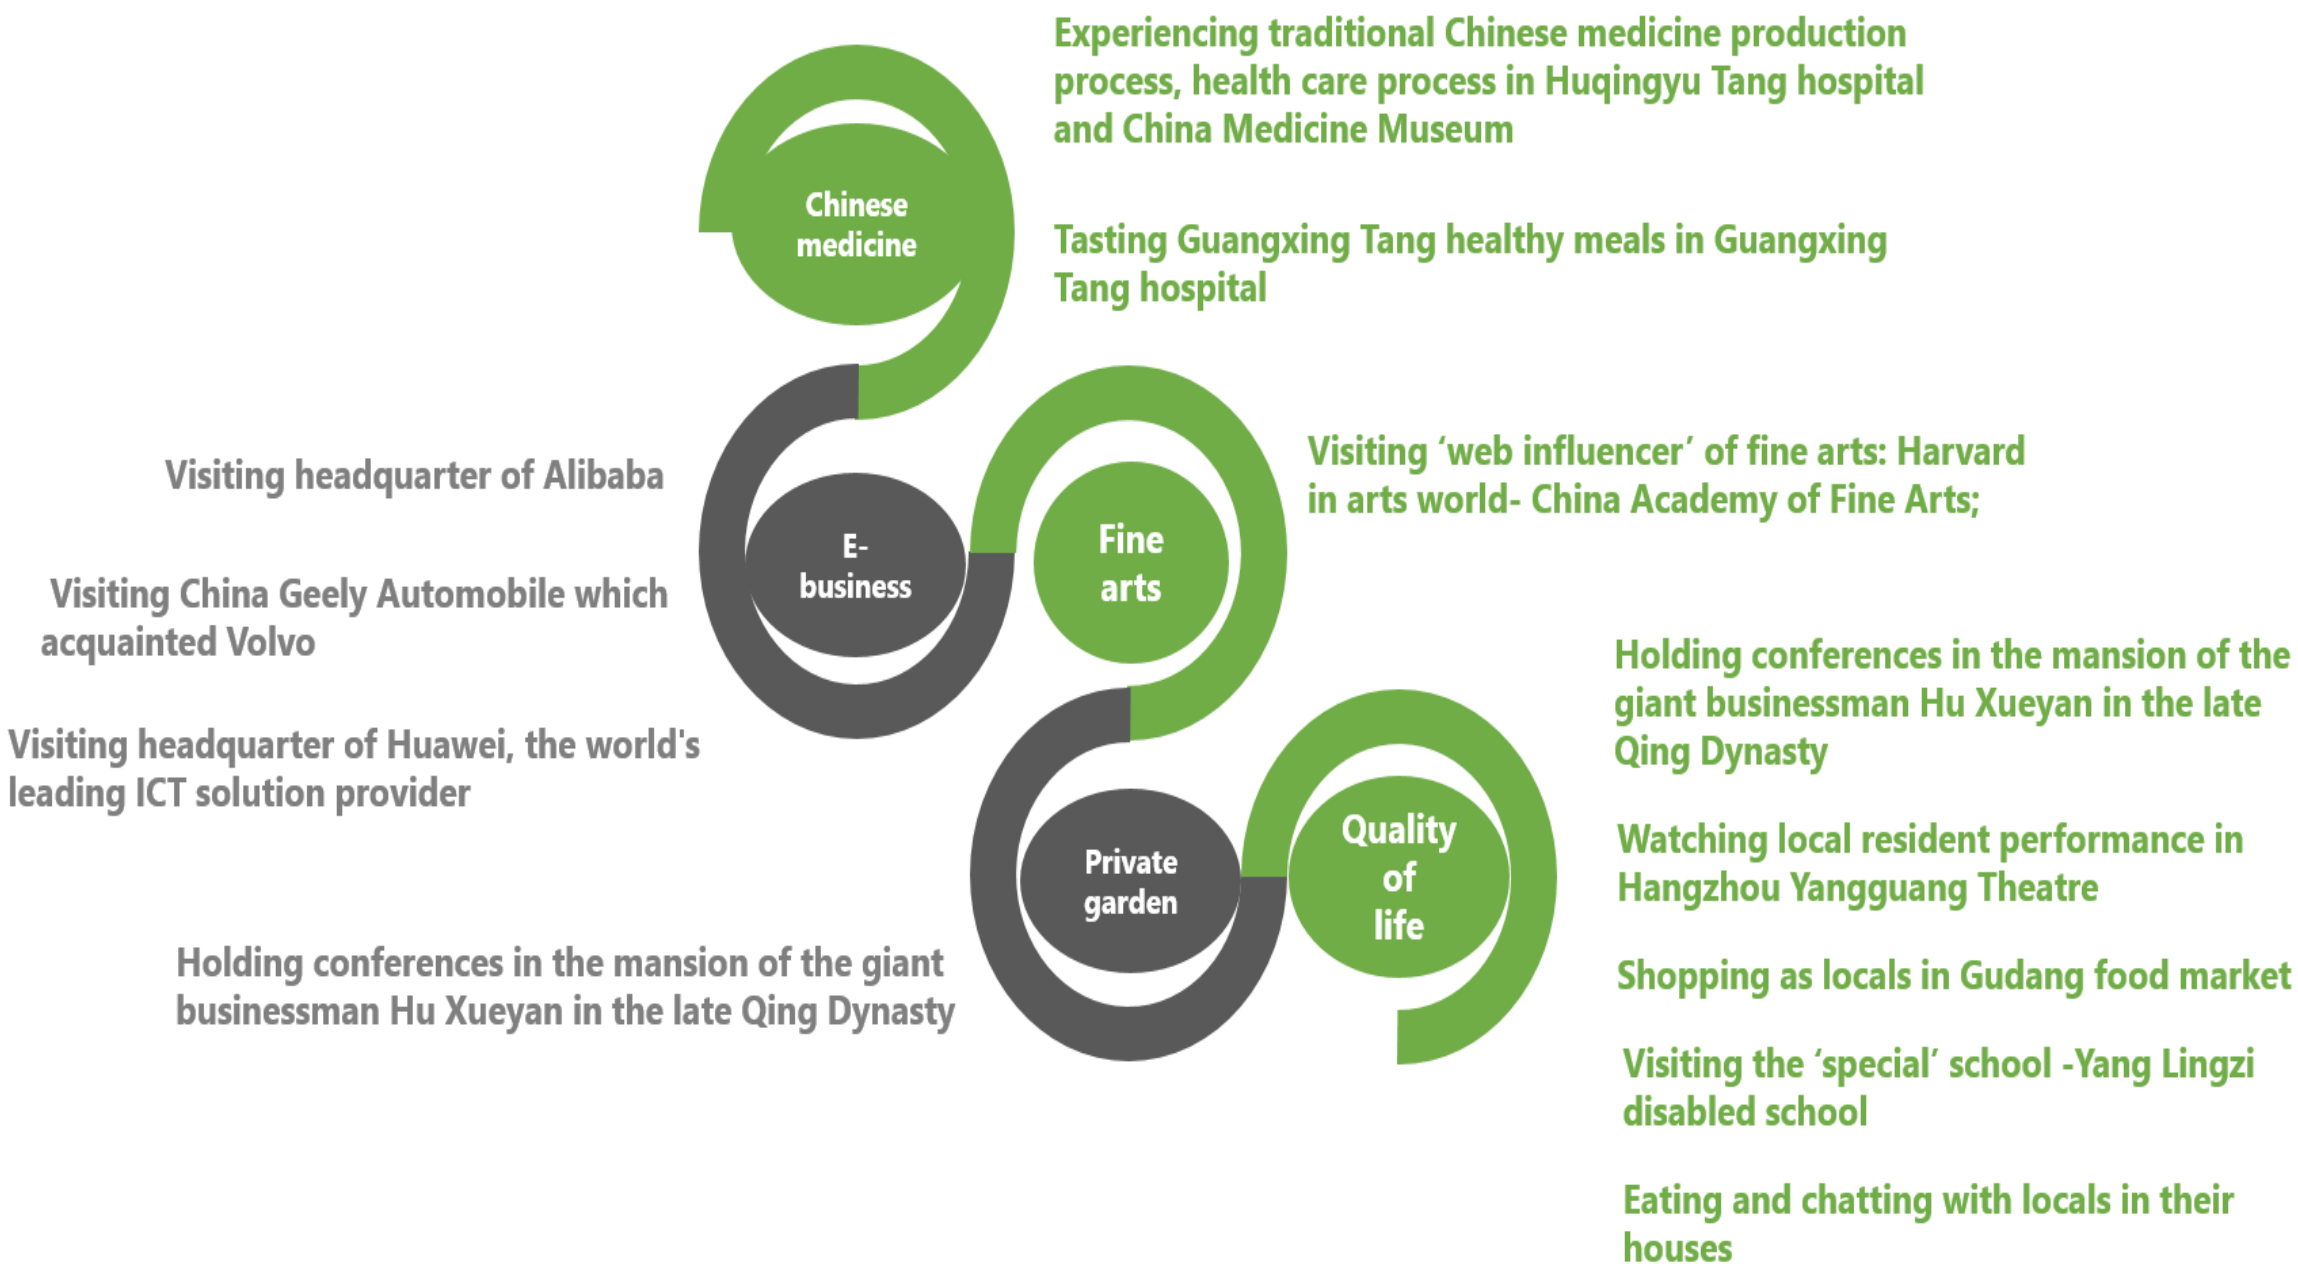 Experiencing traditional Chinese medicine production
process, health care process in Huqingyu Tang hospital
and China Medicine Museum
Chinese
medicine
Tasting Guangxing Tang healthy meals in Guangxing
Tang hospital
Visiting headquarter of Alibaba
Visiting China Geely Automobile which
acquainted Volvo
Visiting headquarter of Huawei, the world's
leading ICT solution provider
E-
business
Fine
arts
Visiting ‘web influencer’ of fine arts: Harvard
in arts world- China Academy of Fine Arts;
Private
garden
Holding conferences in the mansion of the giant
businessman Hu Xueyan in the late Qing Dynasty
Quality
of
life
Holding conferences in the mansion of the
giant businessman Hu Xueyan in the late
Qing Dynasty
Watching local resident performance in
Hangzhou Yangguang Theatre
Shopping as locals in Gudang food market
Visiting the ‘special’ school -Yang Lingzi
disabled school
Eating and chatting with locals in their
houses